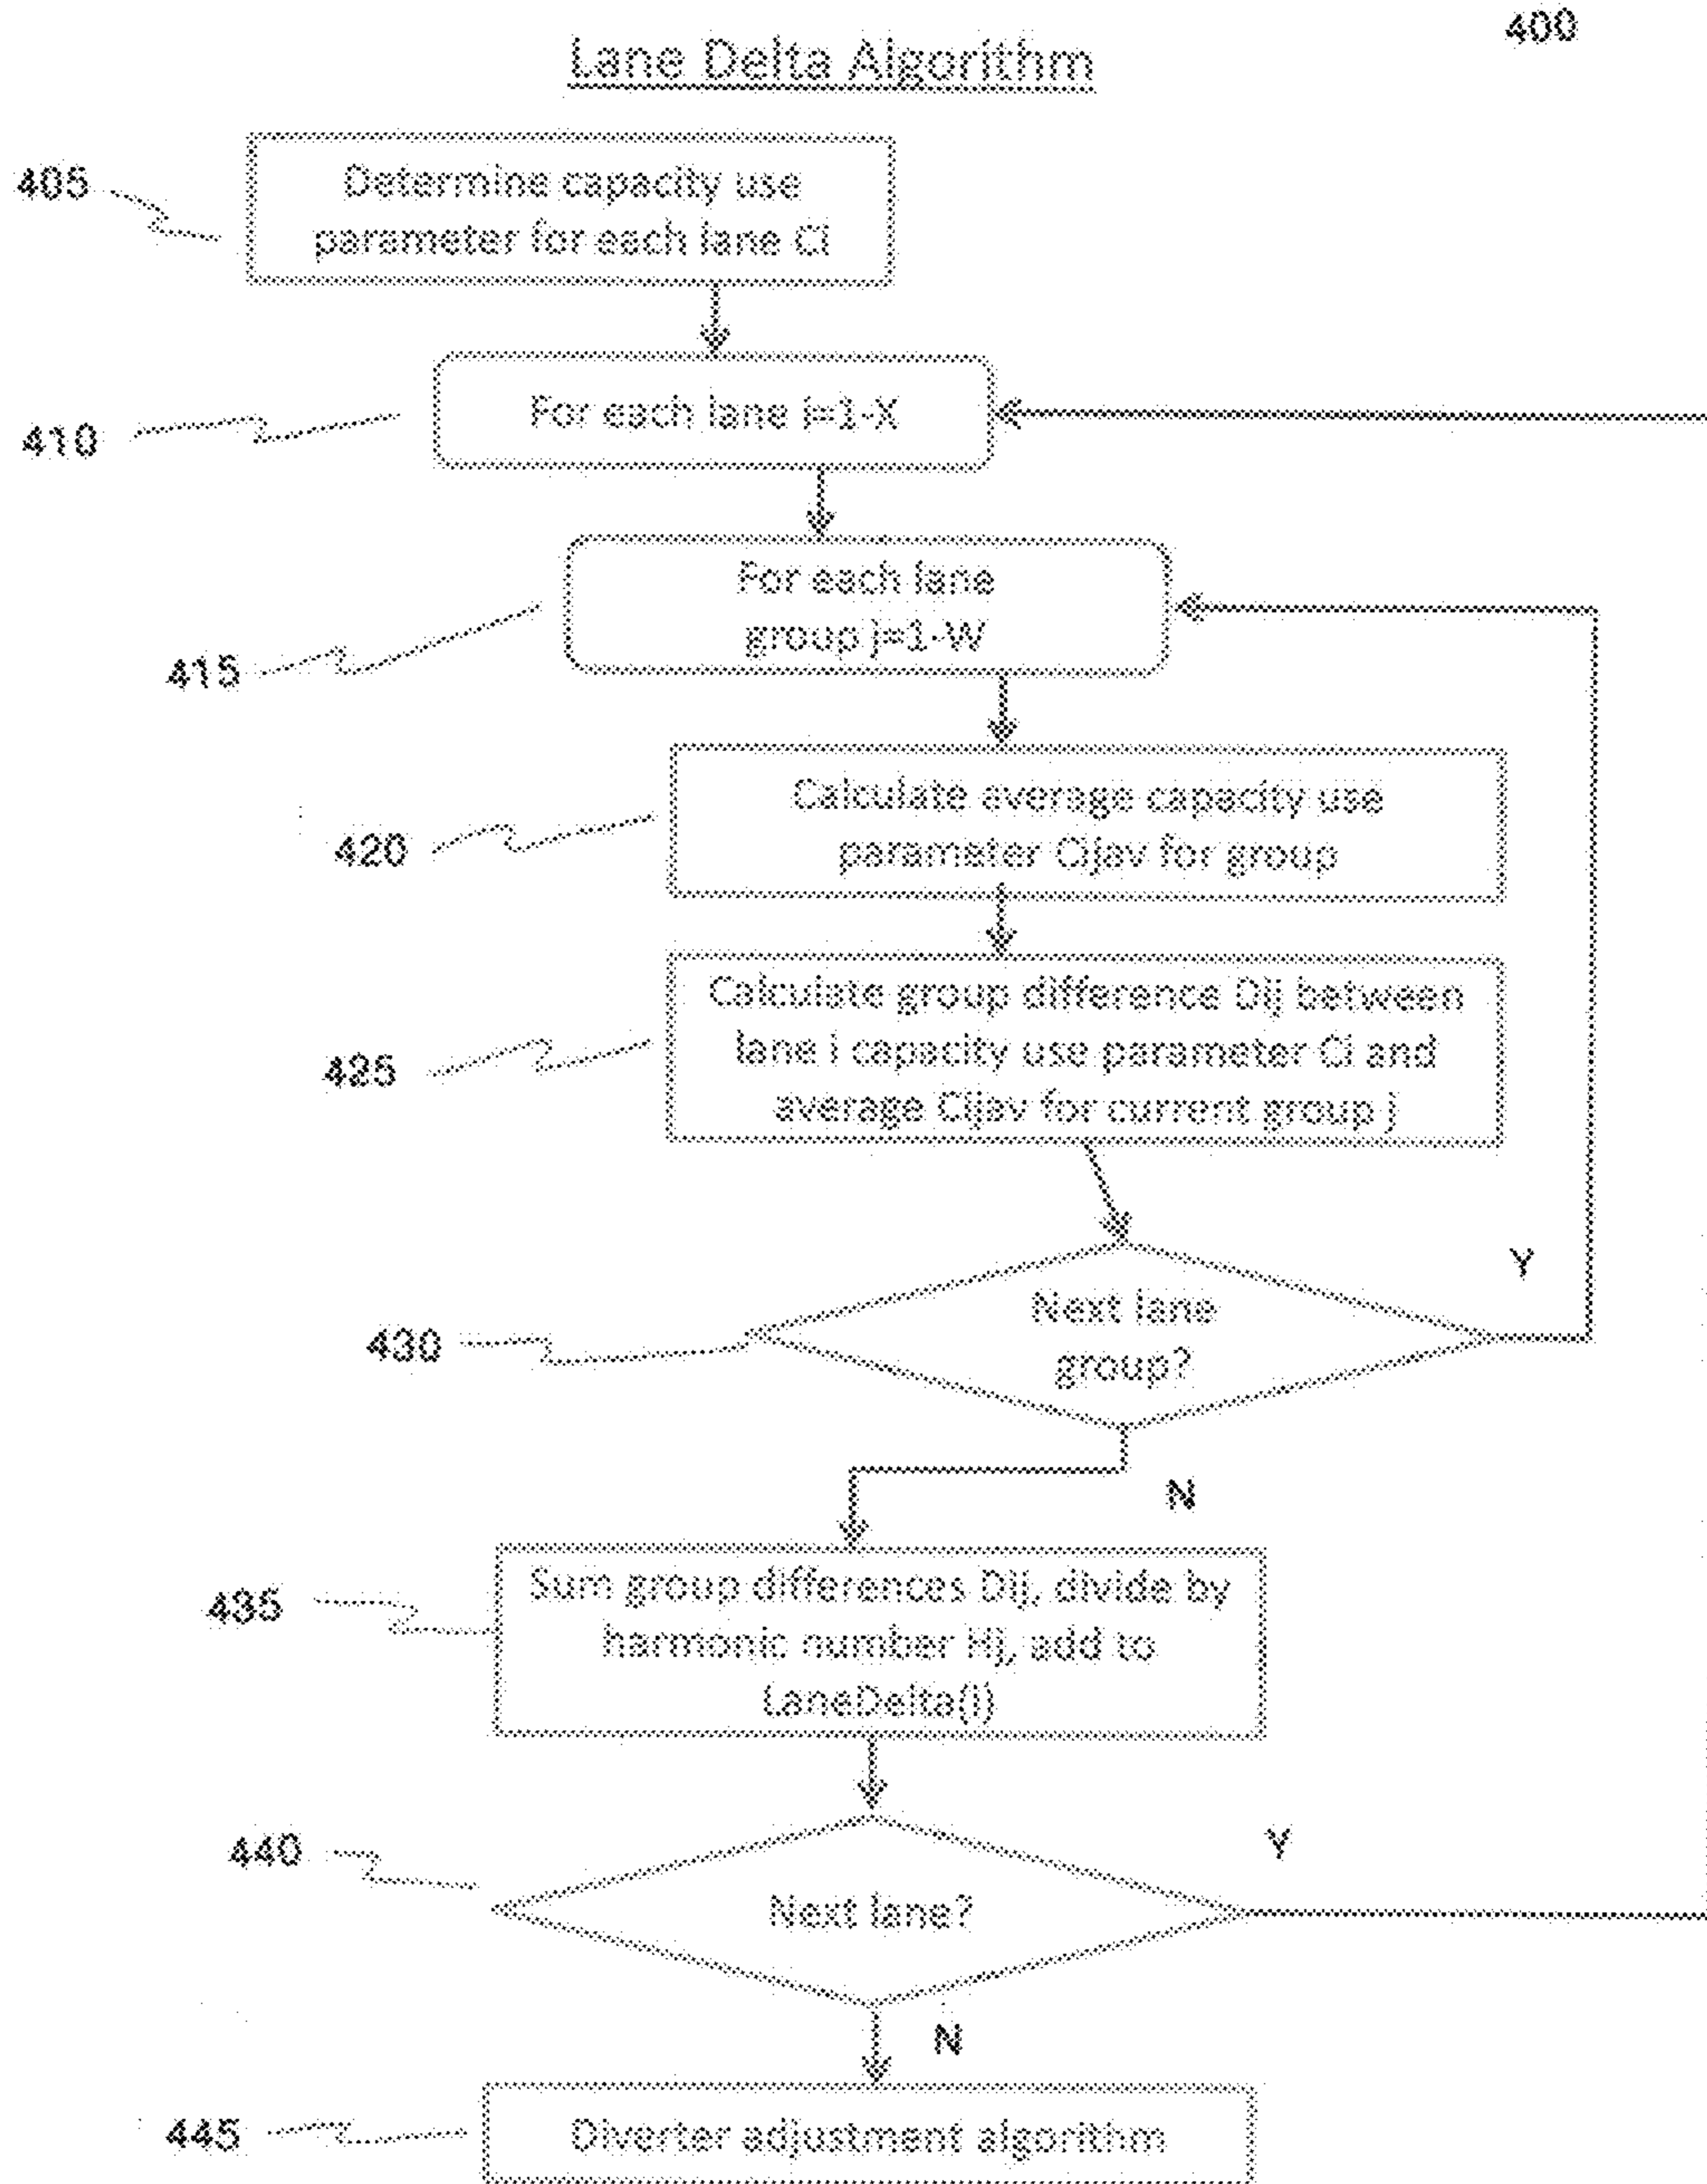 400
Lane Delta Algorithm
405
Determine capacity use
parameter for each lane Ci
410
For each lane i=1-X
415
For each lane
group j=1-W
420
Calculate average capacity use
parameter Cijav for group
425
Calculate group difference Dij between
lane i capacity use parameter Ci and
average Cijav for current group j
430
Next lane
group?
Y
N
435
Sum group differences Dij, divide by
harmonic number Hj, add to
LaneDelta(i)
440
Next lane?
Y
N
445
Diverter adjustment algorithm